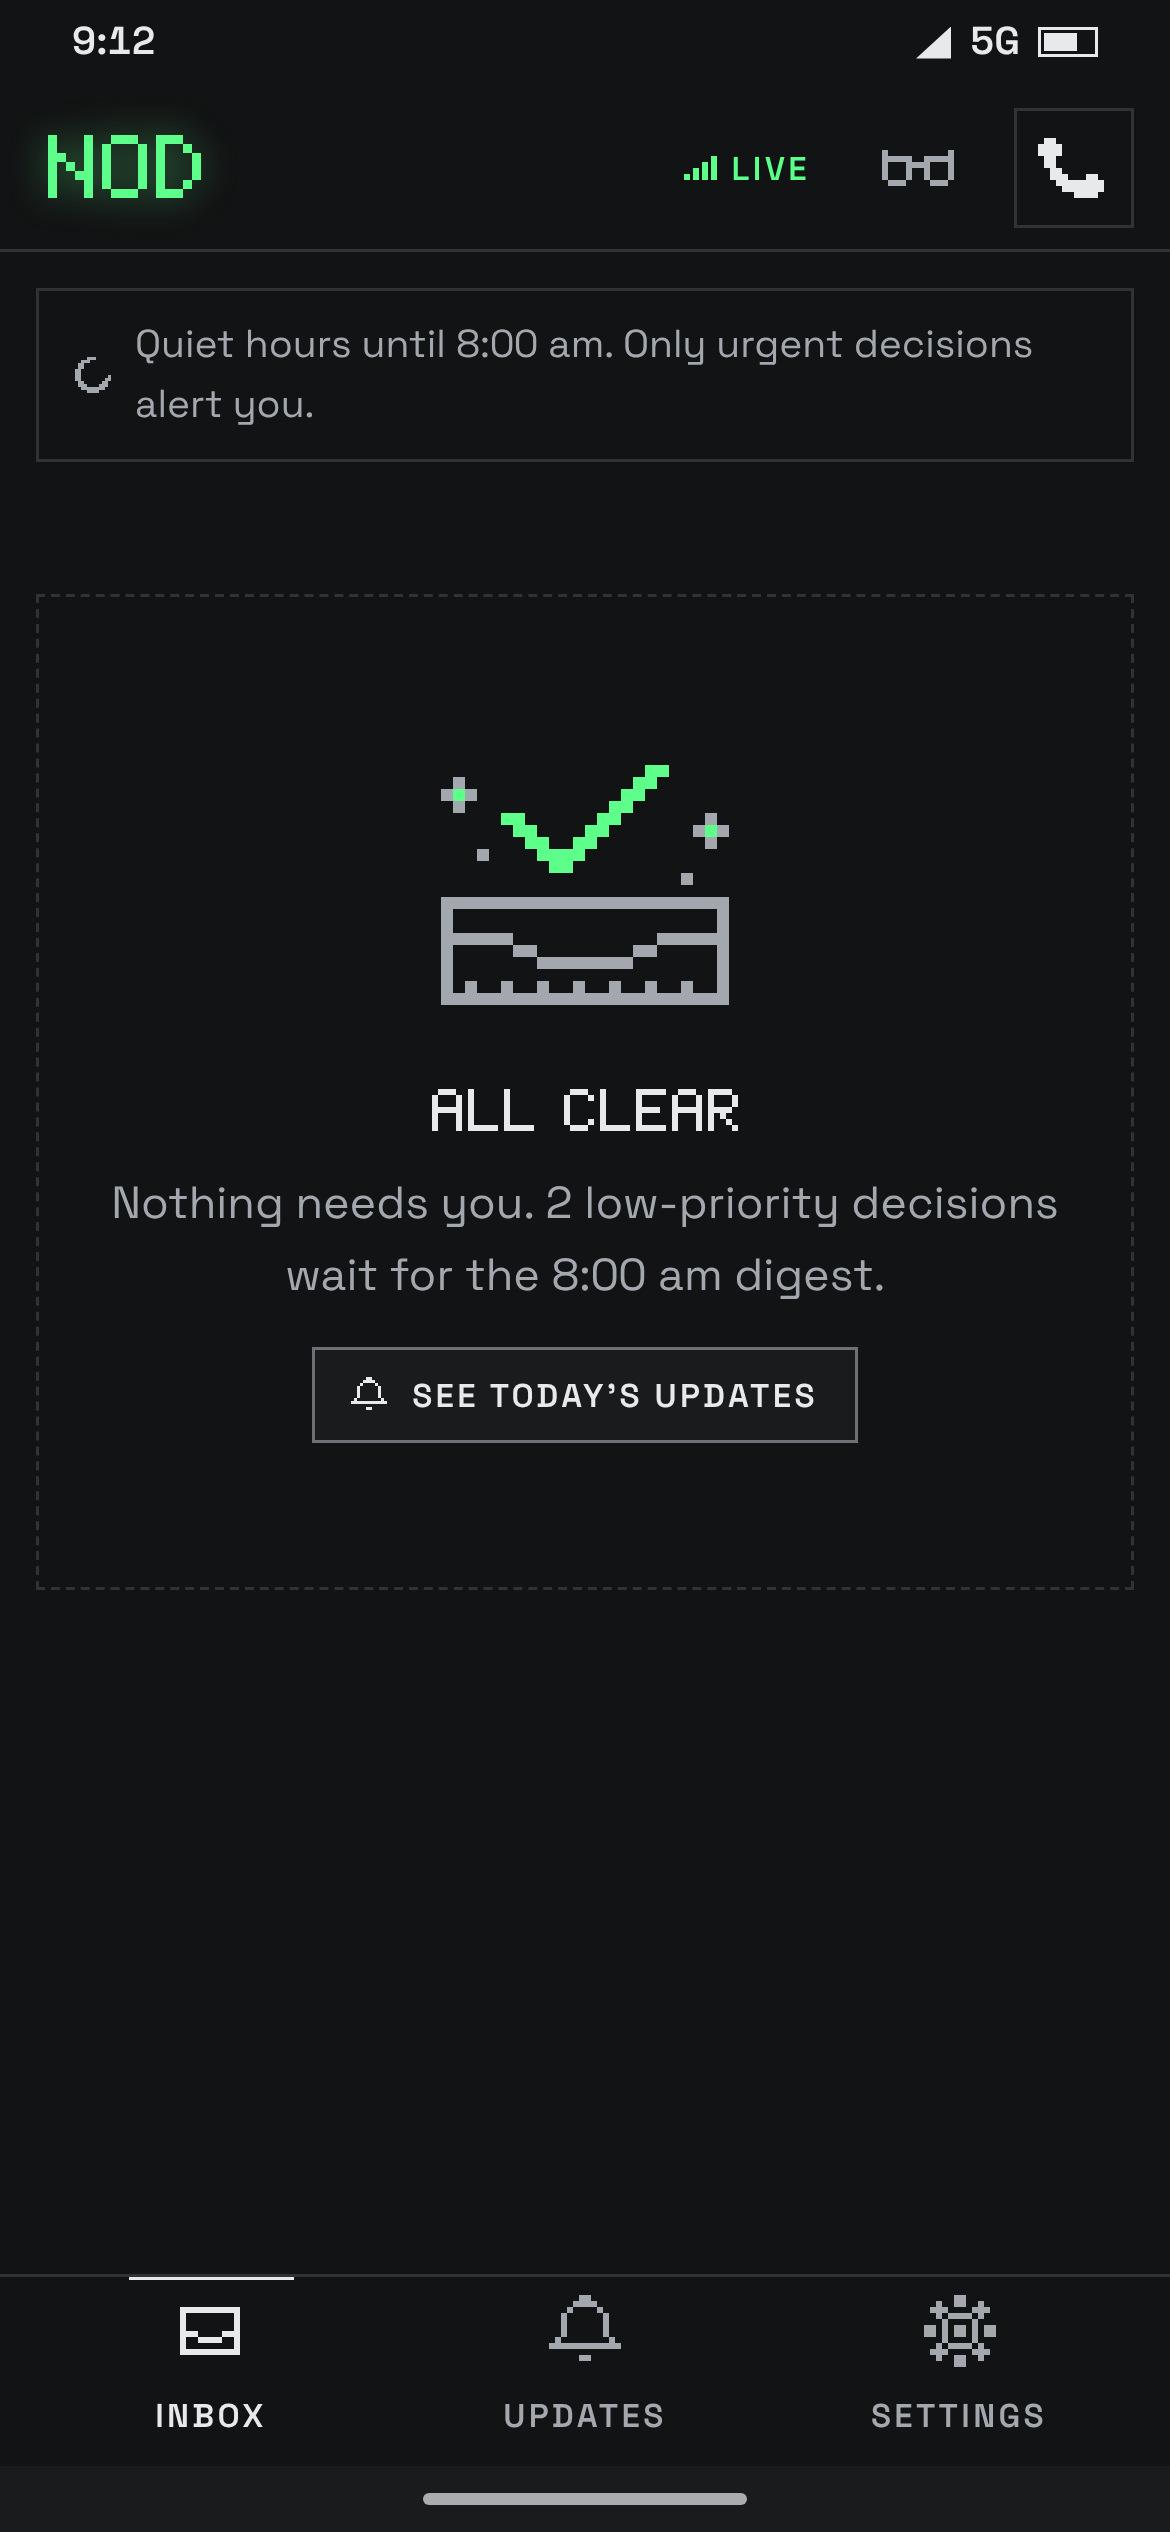 9:12
5G
NOD
LIVE
Quiet hours until 8:00 am. Only urgent decisions
alert you.
ALL CLEAR
Nothing needs you. 2 low-priority decisions
wait for the 8:00 am digest.
SEE TODAY’S UPDATES
INBOX
UPDATES
SETTINGS